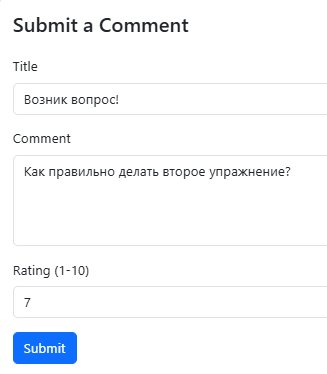 Submit a Comment
Title
Возник вопрос!
Comment
Как правильно делать второе упражнение?
Rating (1-10)
7
Submit